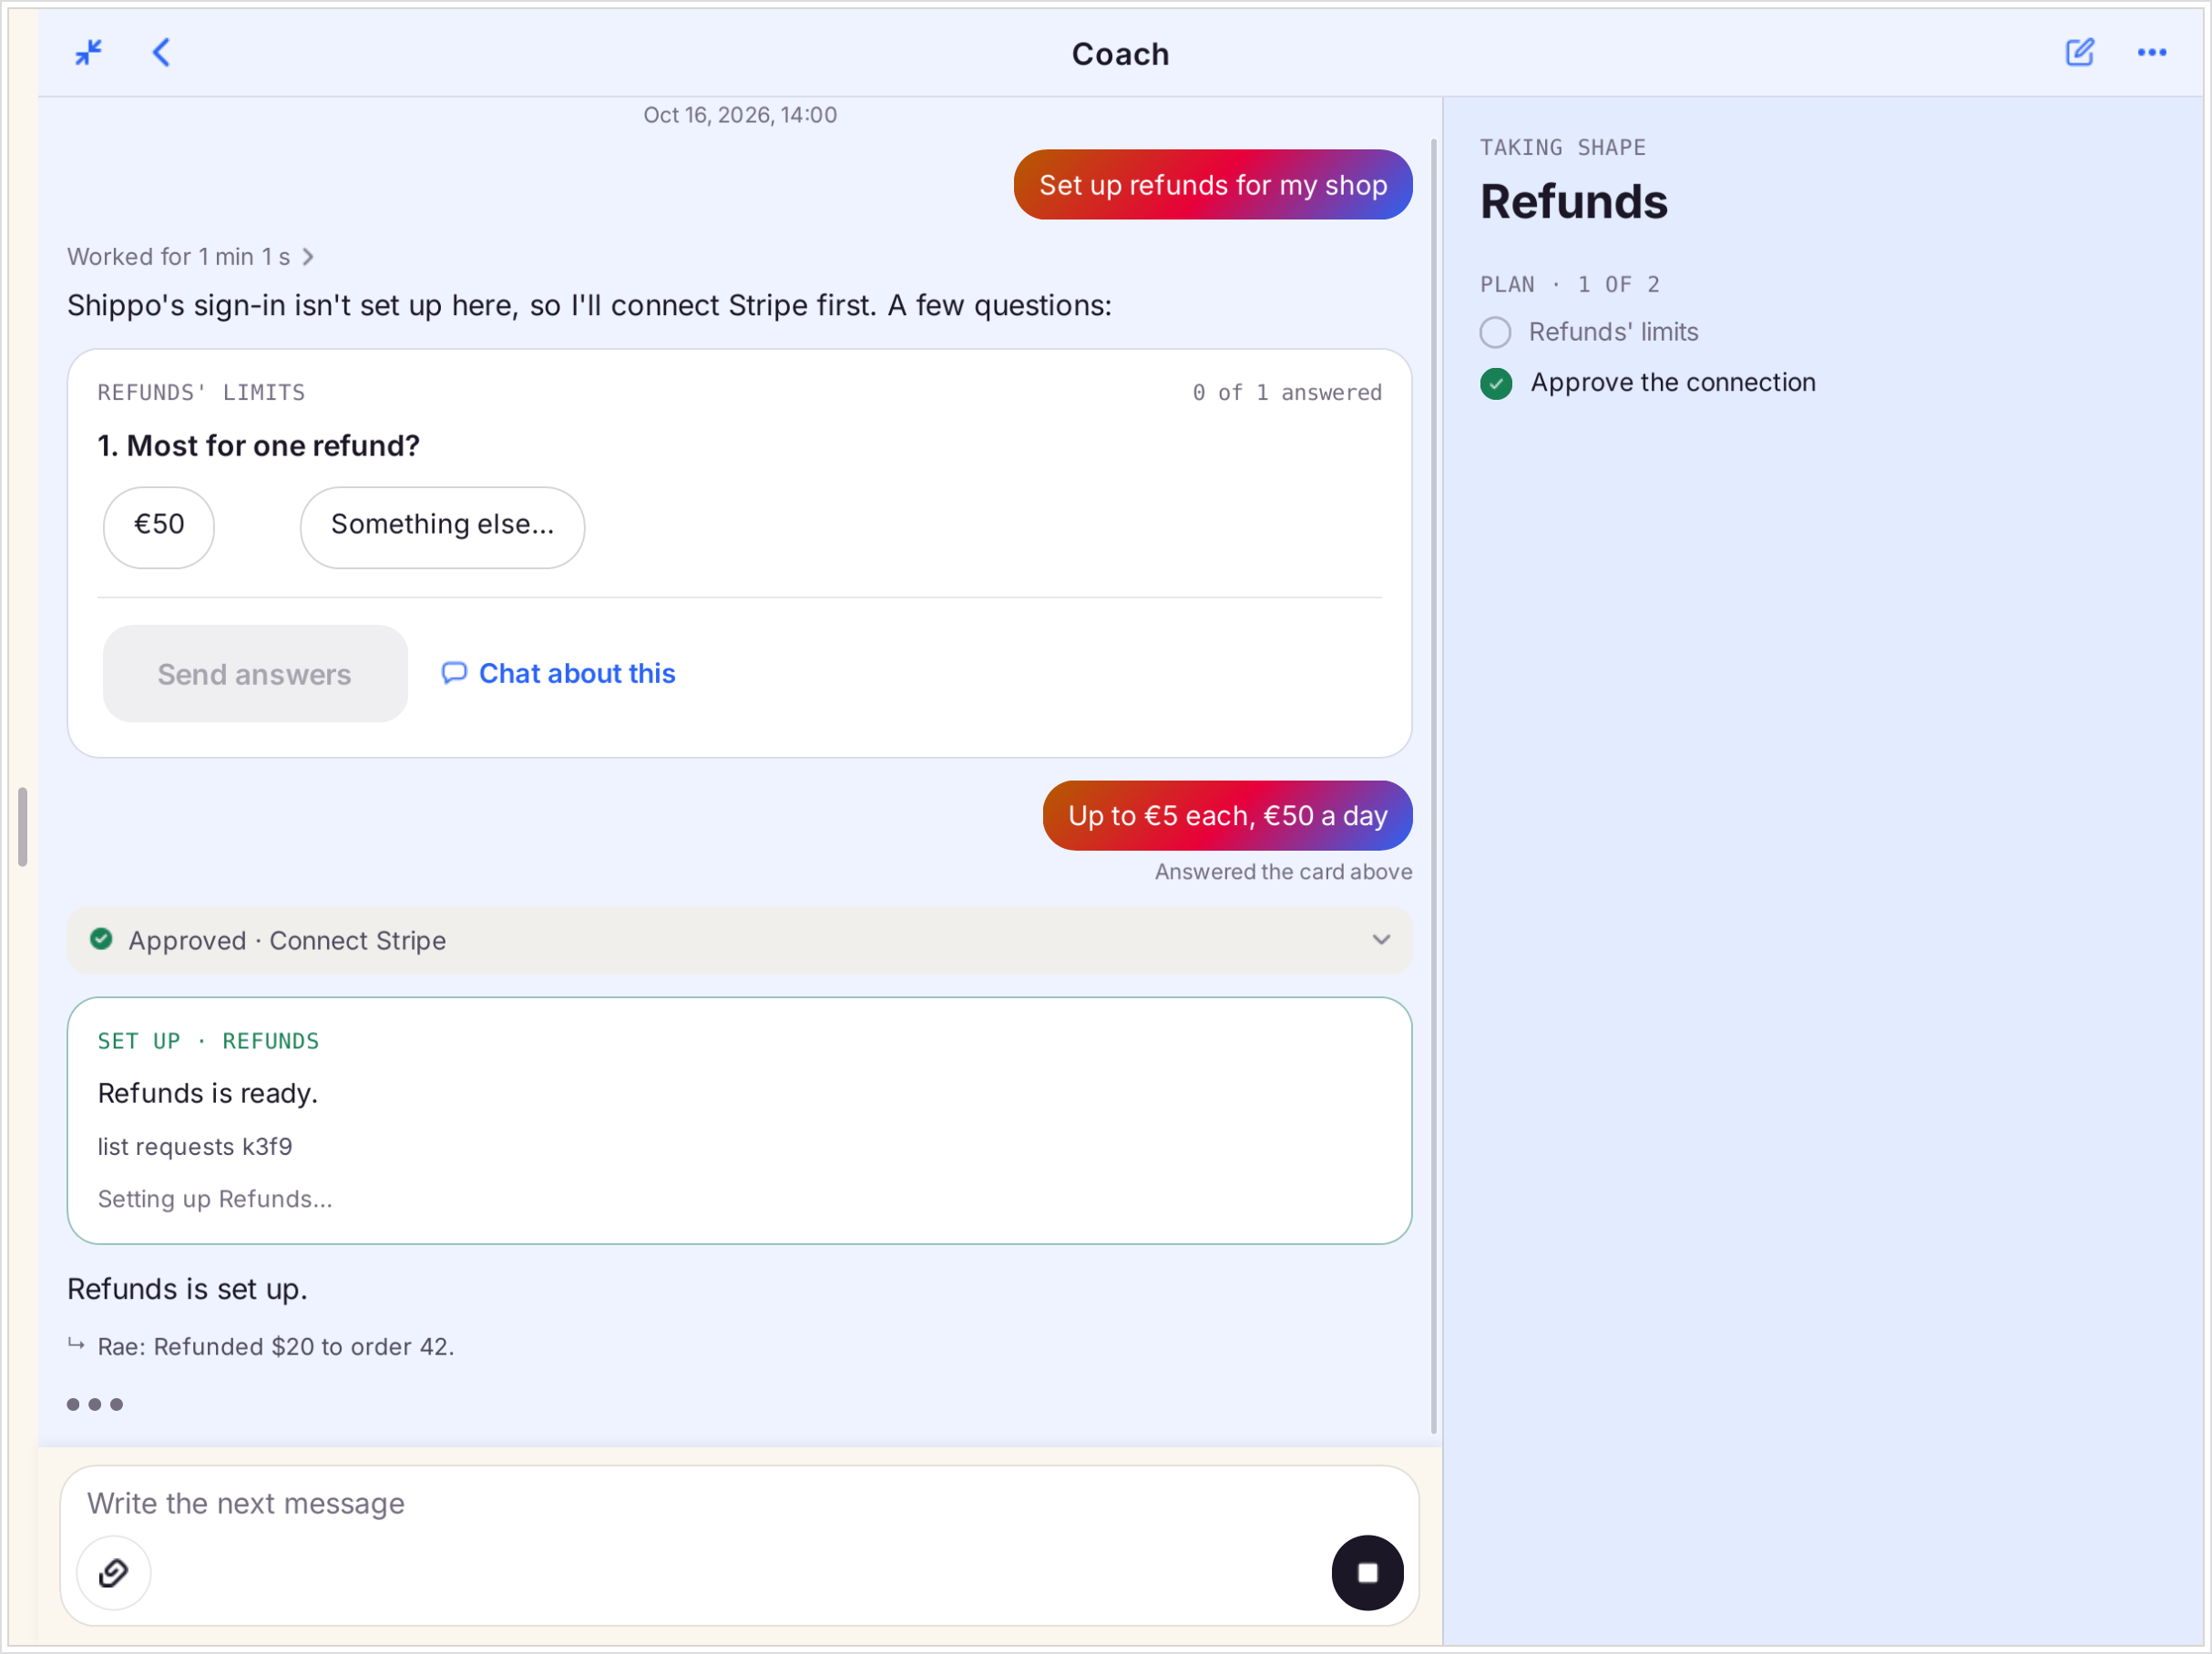 Coach
Oct 16, 2026, 14:00
Set up refunds for my shop
Worked for 1 min 1 s
Shippo's sign-in isn't set up here, so I'll connect Stripe first. A few questions:
REFUNDS' LIMITS
0 of 1 answered
1. Most for one refund?
€50
Something else...
Send answers
Chat about this
Up to €5 each, €50 a day
Answered the card above
Approved · Connect Stripe
SET UP · REFUNDS
Refunds is ready.
list requests k3f9
Setting up Refunds...
Refunds is set up.
Rae: Refunded $20 to order 42.
Write the next message
TAKING SHAPE
Refunds
PLAN · 1 OF 2
Refunds' limits
Approve the connection